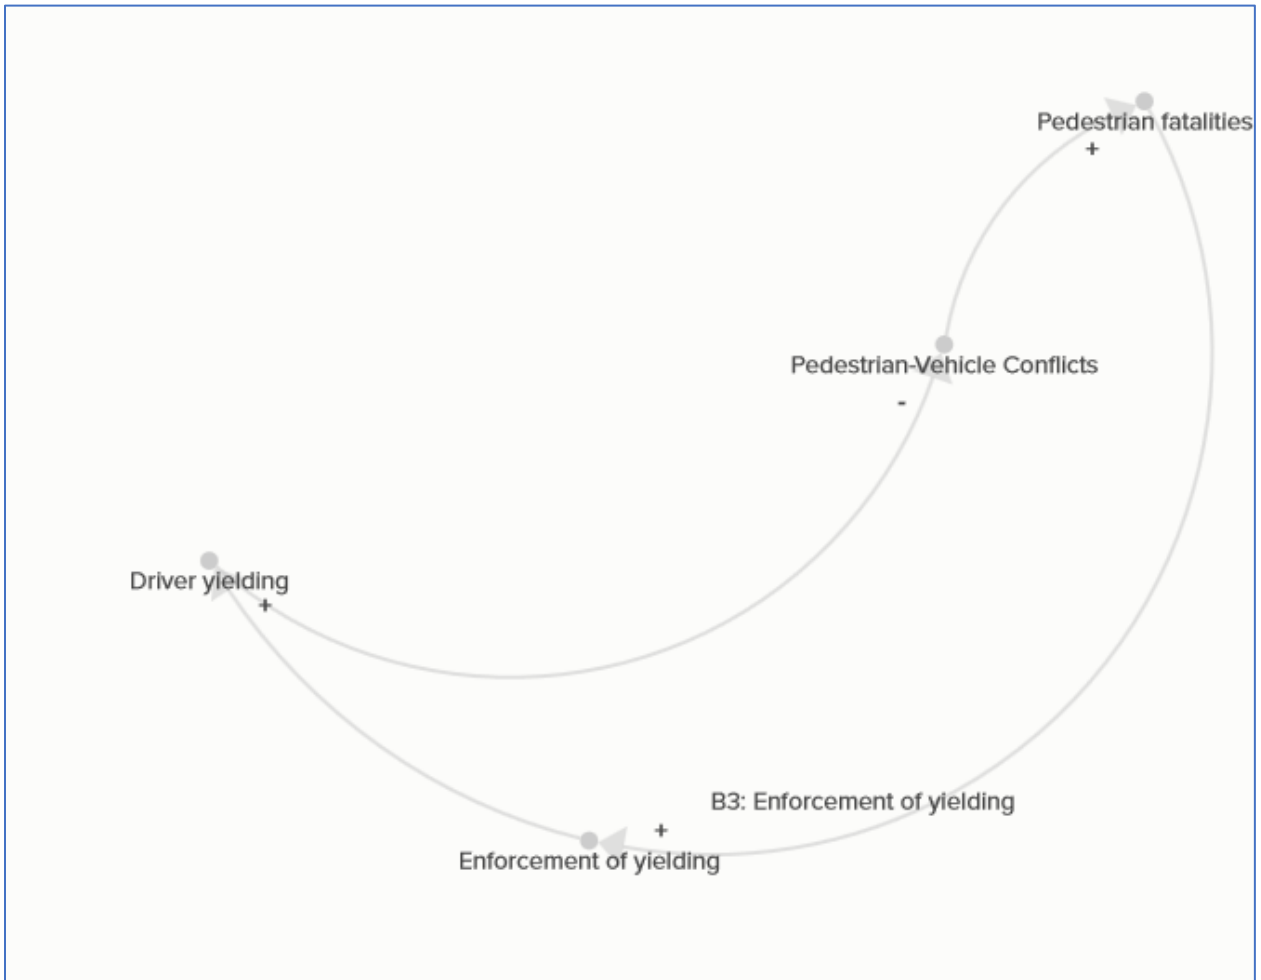 Pedestrian fatalities
+
Pedestrian-Vehicle Conflicts
-
Driver yielding
+
B3: Enforcement of yielding
+
Enforcement of yielding